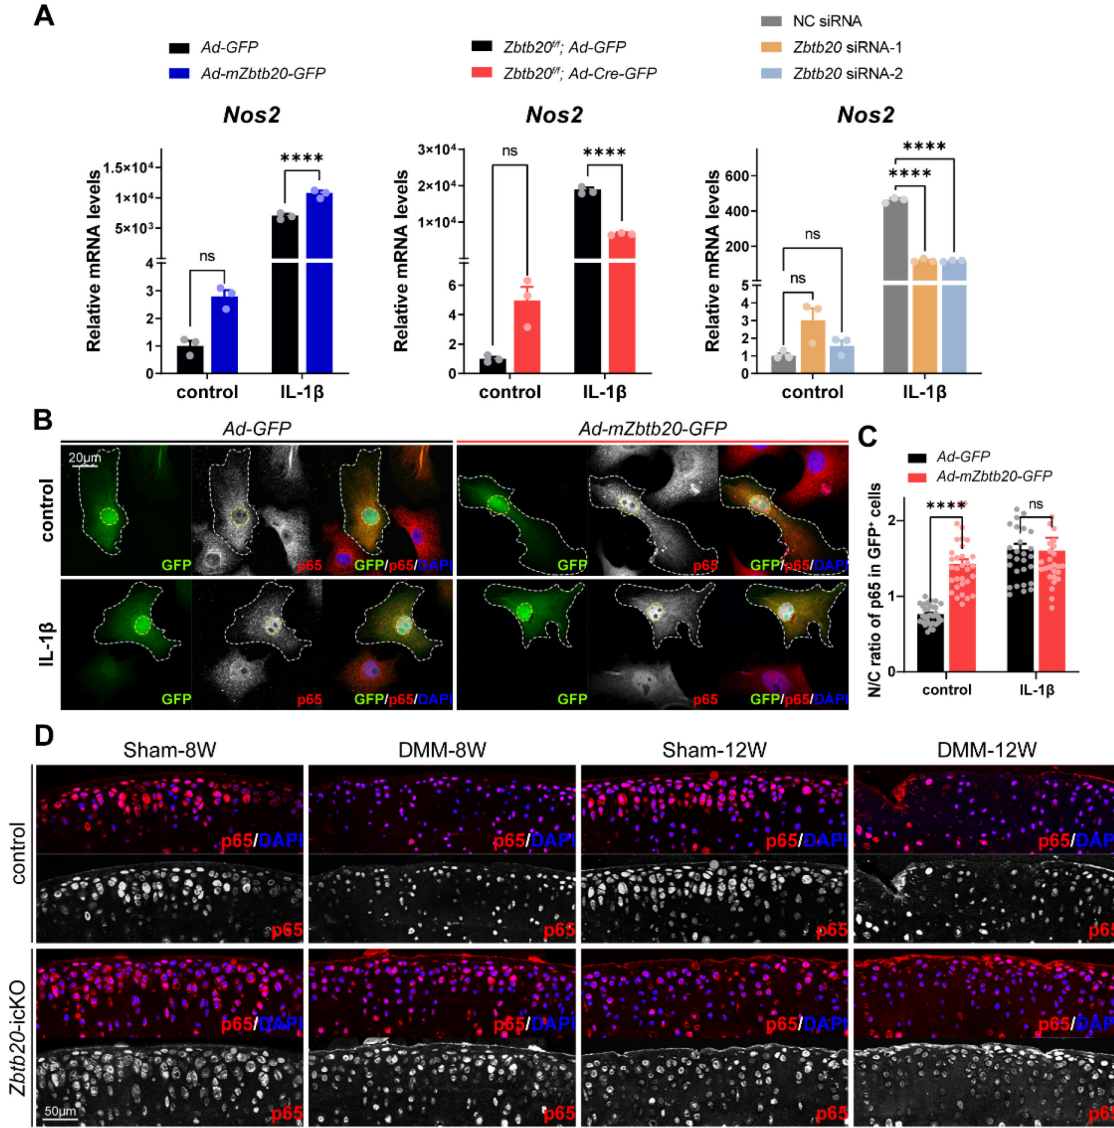 A
Ad-GFP
Ad-mZbtb20-GFP
Zbtb20f/f; Ad-GFP
Zbtb20f/f; Ad-Cre-GFP
NC siRNA
Zbtb20 siRNA-1
Zbtb20 siRNA-2
Nos2
Relative mRNA levels
1.5×10⁴
1×10⁴
5×10³
4
3
2
1
0
ns
****
control
IL-1β
Nos2
Relative mRNA levels
3×10⁴
2×10⁴
1×10⁴
6
4
2
0
ns
****
control
IL-1β
Nos2
Relative mRNA levels
600
400
200
5
4
3
2
1
0
ns
ns
****
****
control
IL-1β
B
Ad-GFP
Ad-mZbtb20-GFP
20μm
control
GFP
p65
GFP/p65/DAPI
GFP
p65
GFP/p65/DAPI
IL-1β
GFP
p65
GFP/p65/DAPI
GFP
p65
GFP/p65/DAPI
C
Ad-GFP
Ad-mZbtb20-GFP
N/C ratio of p65 in GFP⁺ cells
2
1
0
****
ns
control
IL-1β
D
Sham-8W
DMM-8W
Sham-12W
DMM-12W
control
p65/DAPI
p65/DAPI
p65/DAPI
p65/DAPI
p65
p65
p65
p65
Zbtb20-icKO
p65/DAPI
p65/DAPI
p65/DAPI
p65/DAPI
50μm
p65
p65
p65
p65